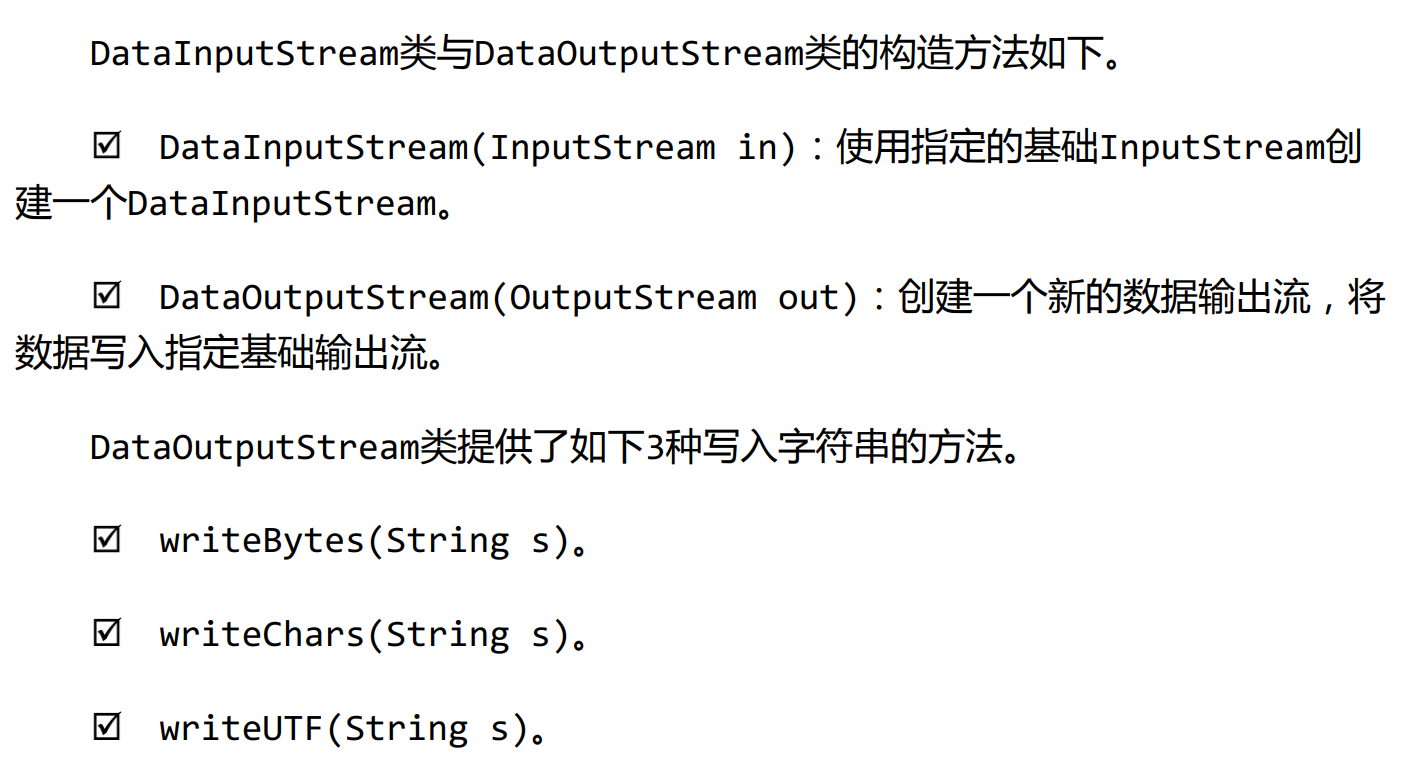 DataInputStream类与DataOutputStream类的构造方法如下。
☑ DataInputStream(InputStream in)：使用指定的基础InputStream创
建一个DataInputStream。
☑ DataOutputStream(OutputStream out)：创建一个新的数据输出流，将
数据写入指定基础输出流。
DataOutputStream类提供了如下3种写入字符串的方法。
☑ writeBytes(String s)。
☑ writeChars(String s)。
☑ writeUTF(String s)。